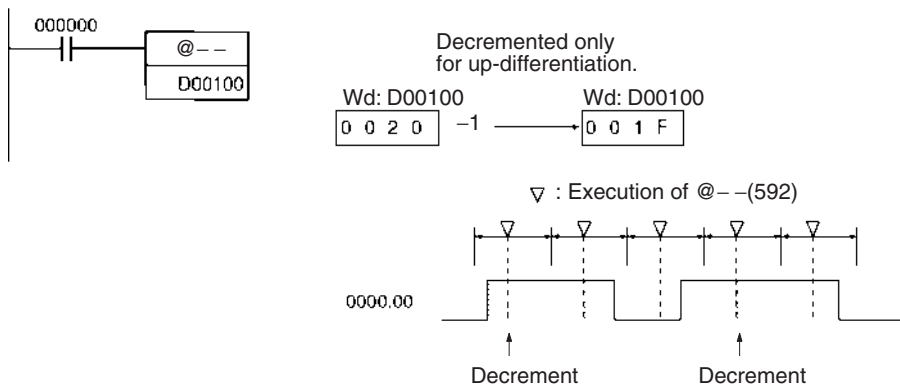 000000
@– –
D00100
Decremented only
for up-differentiation.
Wd: D00100
Wd: D00100
0 0 2 0
–1
0 0 1 F
▽ : Execution of @– –(592)
0000.00
Decrement
Decrement